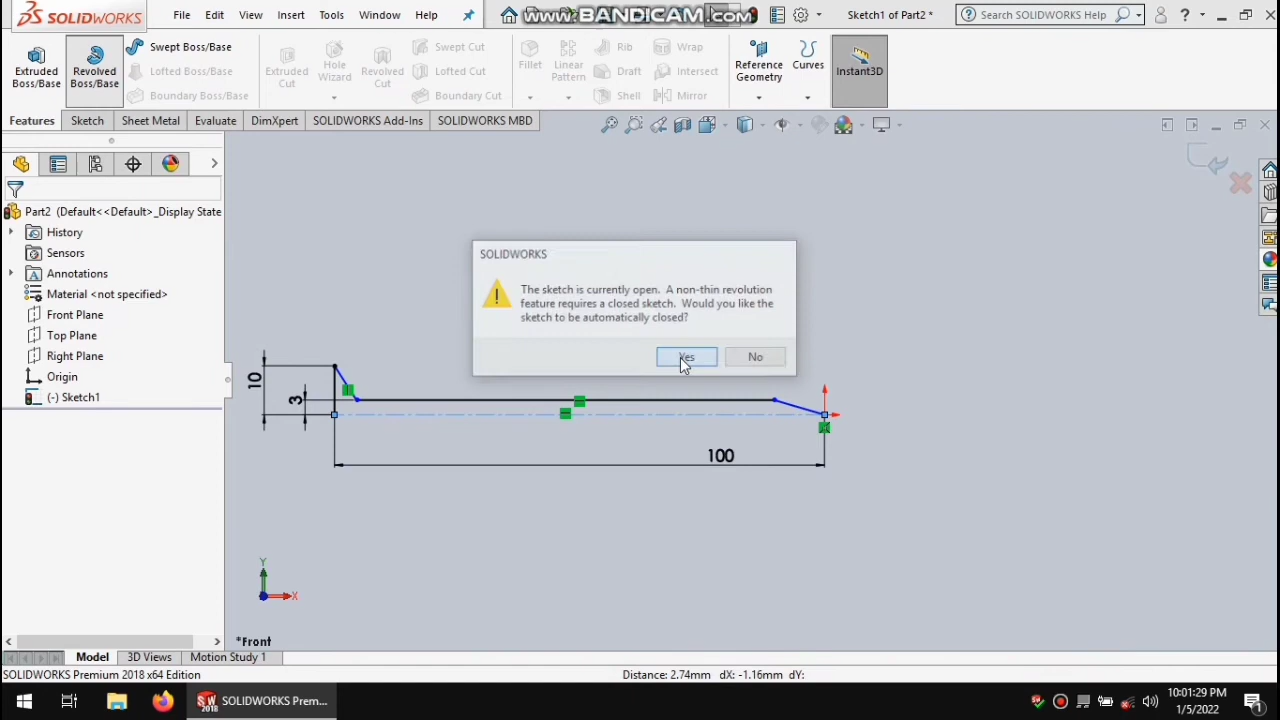 SOLIDWORKS
File Edit View Insert Tools Window Help
www.BANDICAM.com
Sketch1 of Part2 *
Search SOLIDWORKS Help
?
Extruded Boss/Base
Revolved Boss/Base
Swept Boss/Base
Lofted Boss/Base
Boundary Boss/Base
Extruded Cut
Hole Wizard
Revolved Cut
Swept Cut
Lofted Cut
Boundary Cut
Fillet
Linear Pattern
Rib
Draft
Shell
Wrap
Intersect
Mirror
Reference Geometry
Curves
Instant3D
Features Sketch Sheet Metal Evaluate DimXpert SOLIDWORKS Add-Ins SOLIDWORKS MBD
Part2 (Default<<Default>_Display State
History
Sensors
Annotations
Material <not specified>
Front Plane
Top Plane
Right Plane
Origin
(-) Sketch1
SOLIDWORKS
The sketch is currently open. A non-thin revolution
feature requires a closed sketch. Would you like the
sketch to be automatically closed?
Yes No
10
3
100
Y
X
*Front
Model 3D Views Motion Study 1
SOLIDWORKS Premium 2018 x64 Edition
Distance: 2.74mm dX: -1.16mm dY:
SW 2018
SOLIDWORKS Prem...
10:01:29 PM
1/5/2022
1